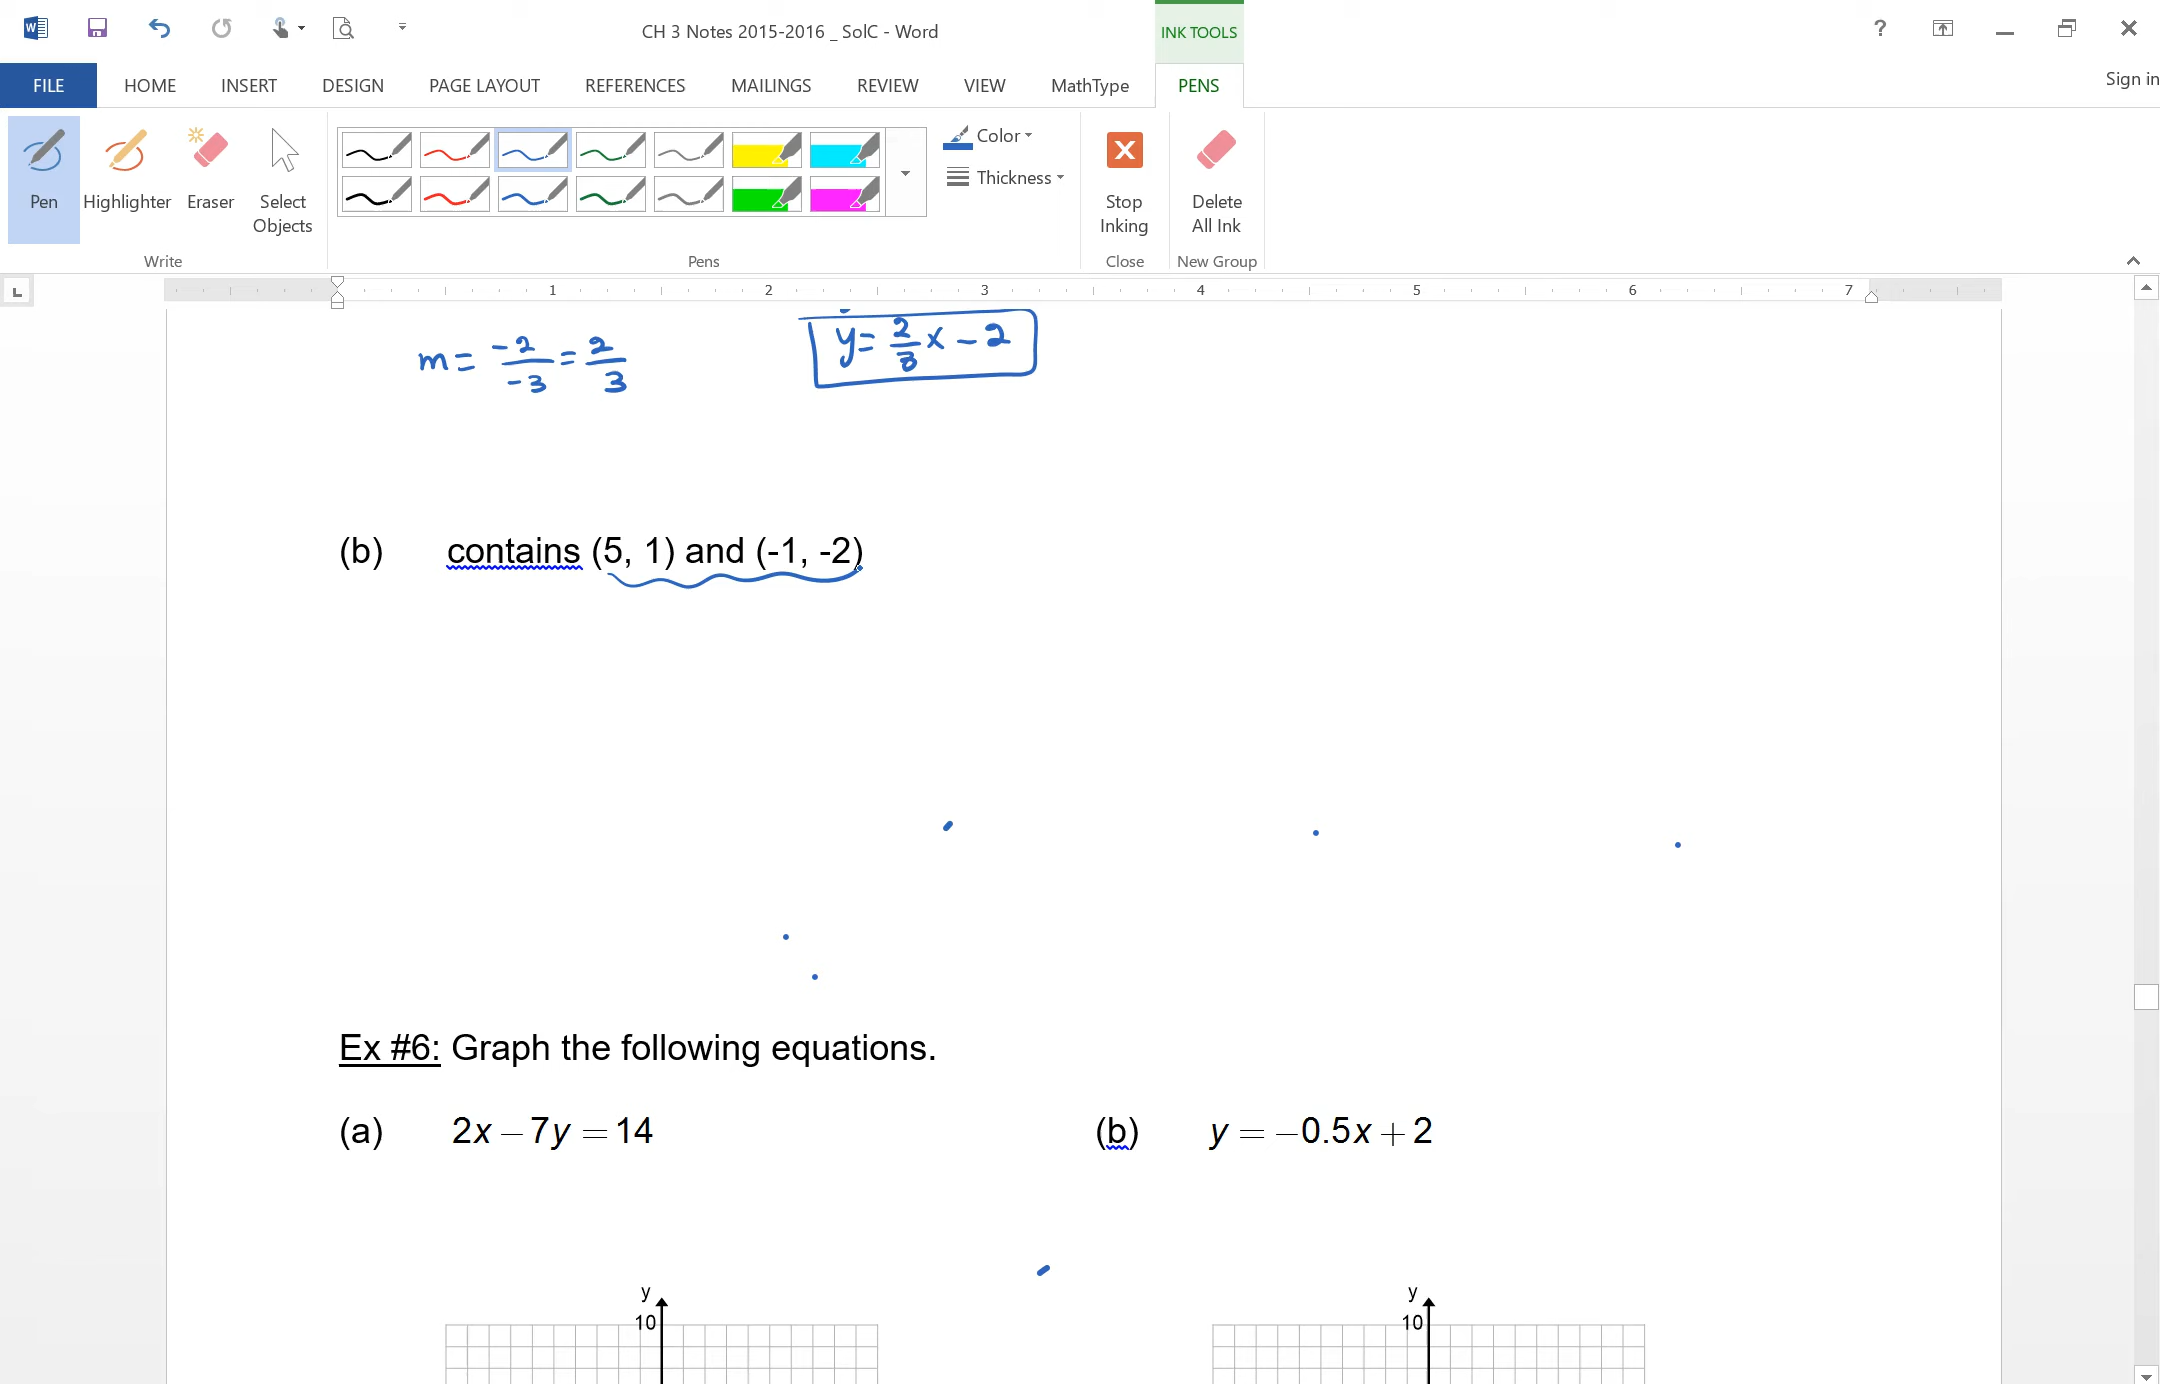 CH 3 Notes 2015-2016 _ SolC - Word
INK TOOLS
?
FILE HOME INSERT DESIGN PAGE LAYOUT REFERENCES MAILINGS REVIEW VIEW MathType PENS Sign in
Pen Highlighter Eraser Select Objects
Write
Pens
Color
Thickness
Stop Inking
Close
Delete All Ink
New Group
L 1 2 3 4 5 6 7
m = -2/-3 = 2/3
y = 2/3 x - 2
(b) contains (5, 1) and (-1, -2)
Ex #6: Graph the following equations.
(a) 2x – 7y = 14 (b) y = −0.5x + 2
y y
10 10